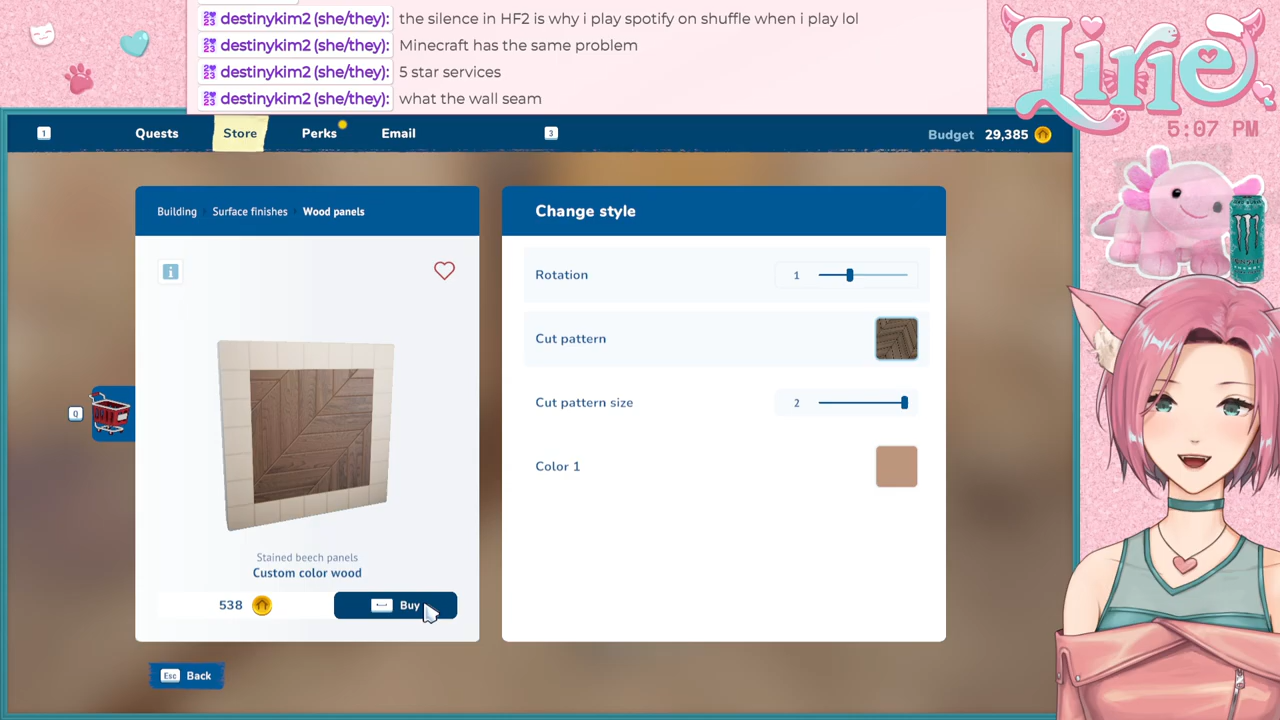 destinykim2 (she/they): the silence in HF2 is why i play spotify on shuffle when i play lol
destinykim2 (she/they): Minecraft has the same problem
destinykim2 (she/they): 5 star services
destinykim2 (she/they): what the wall seam
Lirie
5:07 PM
1 Quests Store Perks Email 3 Budget 29,385
Building Surface finishes Wood panels
Change style
Rotation 1
Cut pattern
Cut pattern size 2
Color 1
Q
Stained beech panels
Custom color wood
538 Buy
Esc Back